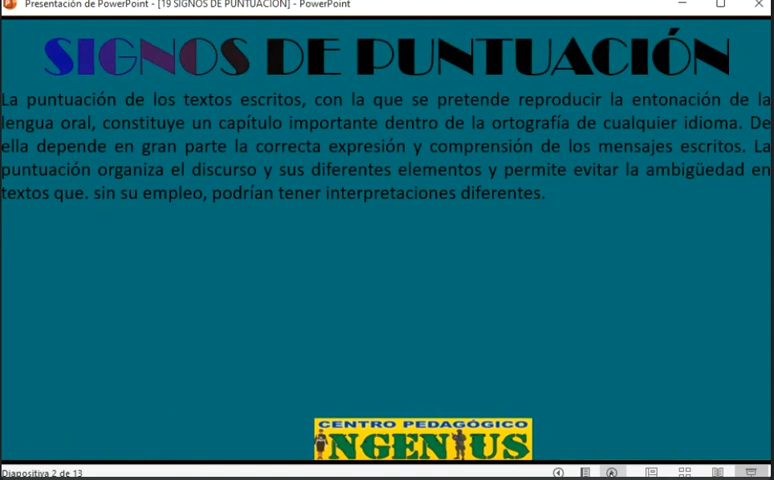 Presentación de PowerPoint - [19 SIGNOS DE PUNTUACIÓN] - PowerPoint
SIGNOS DE PUNTUACIÓN
La puntuación de los textos escritos, con la que se pretende reproducir la entonación de la
lengua oral, constituye un capítulo importante dentro de la ortografía de cualquier idioma. De
ella depende en gran parte la correcta expresión y comprensión de los mensajes escritos. La
puntuación organiza el discurso y sus diferentes elementos y permite evitar la ambigüedad en
textos que. sin su empleo, podrían tener interpretaciones diferentes.
CENTRO PEDAGÓGICO
INGENIUS
Diapositiva 2 de 13